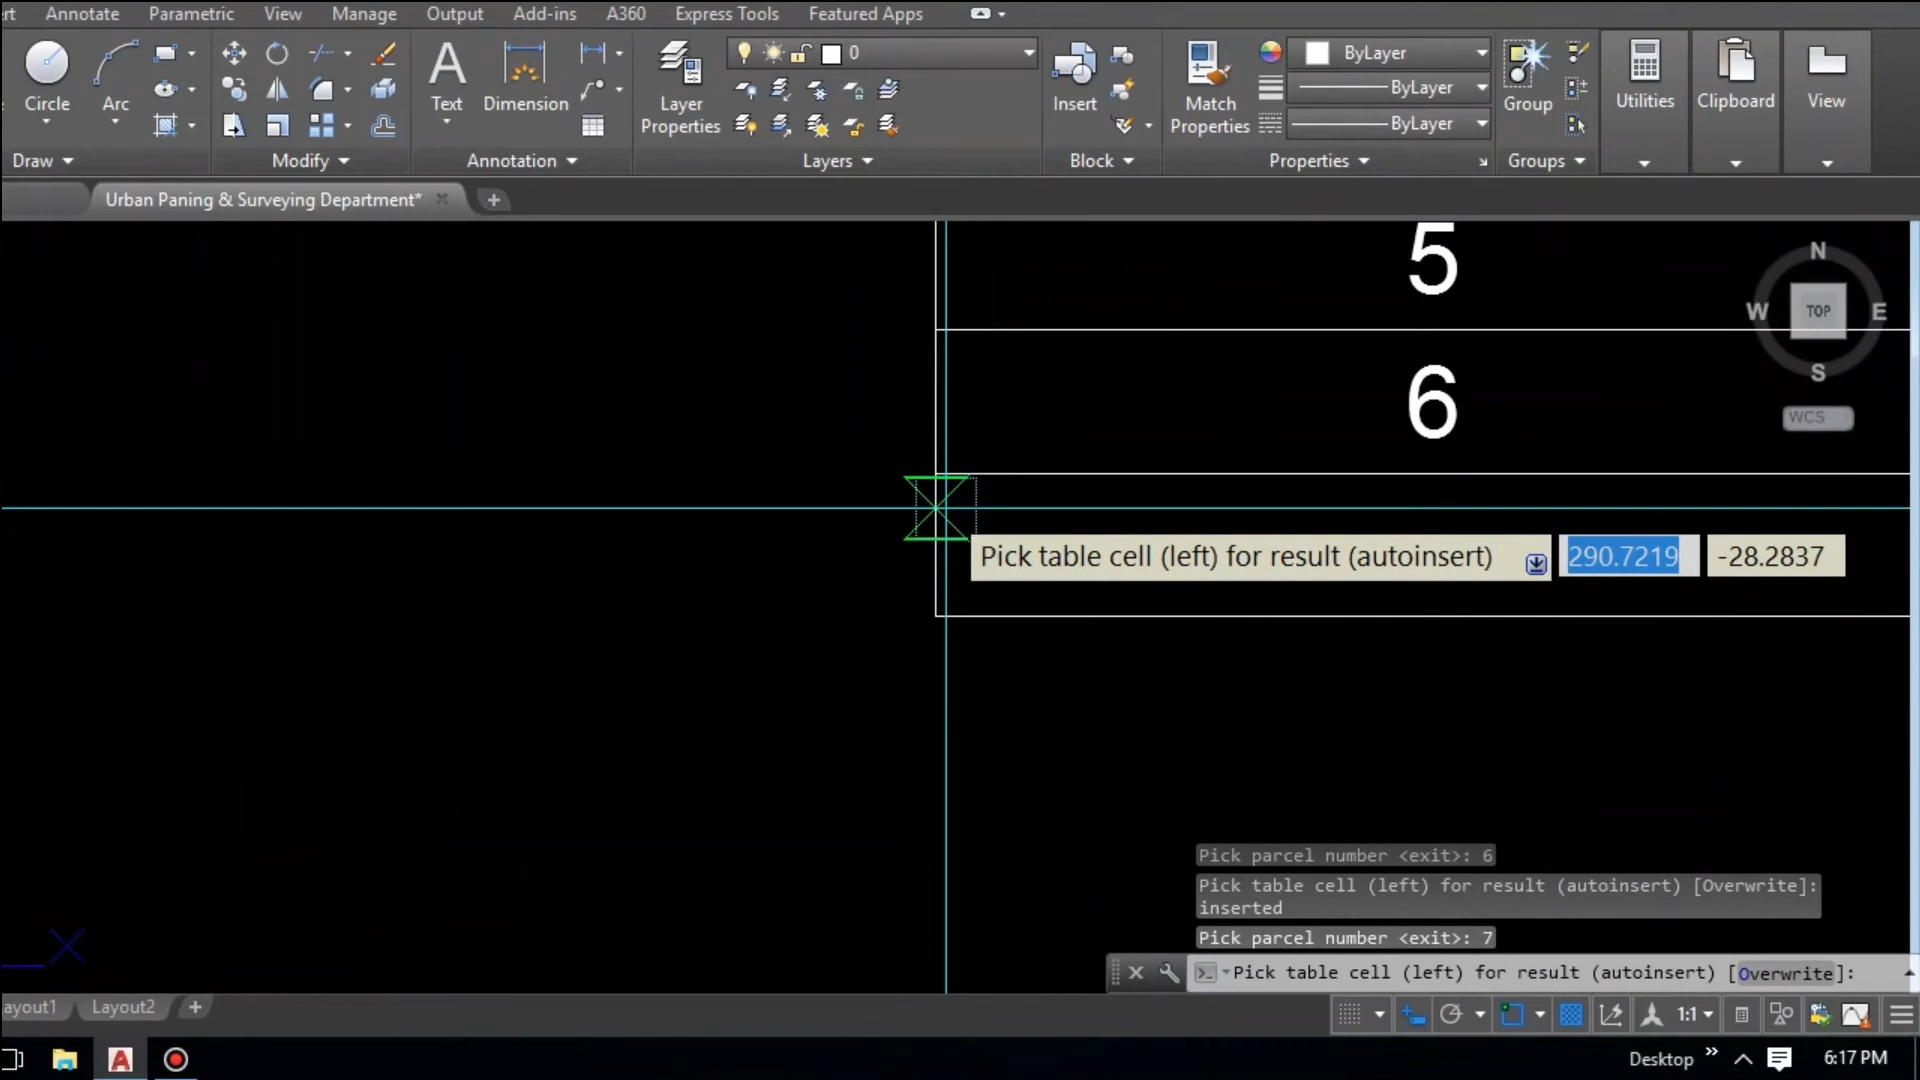 rt Annotate Parametric View Manage Output Add-ins A360 Express Tools Featured Apps
Circle Arc Text Dimension Layer Properties 0 Insert Match Properties ByLayer ByLayer ByLayer Group Utilities Clipboard View
Draw Modify Annotation Layers Block Properties Groups
Urban Paning & Surveying Department*
5
N
W TOP E
S
6
WCS
Pick table cell (left) for result (autoinsert) 290.7219 -28.2837
Pick parcel number <exit>: 6
Pick table cell (left) for result (autoinsert) [Overwrite]:
inserted
Pick parcel number <exit>: 7
Pick table cell (left) for result (autoinsert) [Overwrite]:
ayout1 Layout2 +
1:1
Desktop 6:17 PM